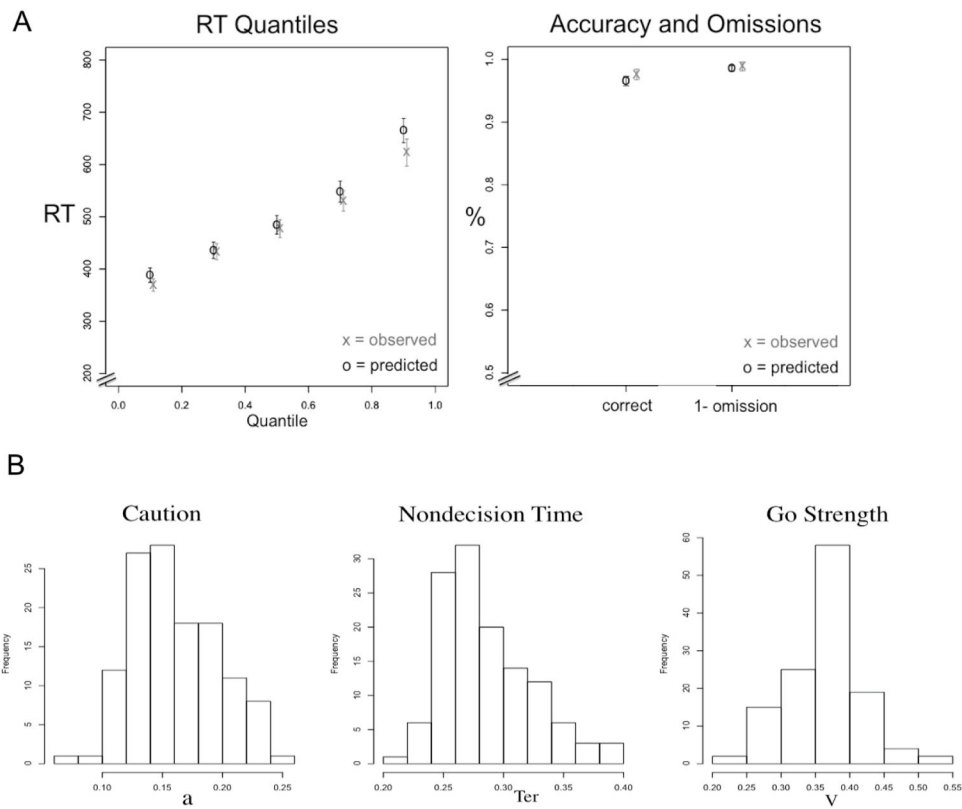 A
RT Quantiles
Accuracy and Omissions
800
700
600
500
400
300
200
RT
x = observed
o = predicted
0.0 0.2 0.4 0.6 0.8 1.0
Quantile
1.0
0.9
0.8
0.7
0.6
0.5
%
x = observed
o = predicted
correct 1- omission
B
Caution
Frequency
25
20
15
10
5
0
0.10 0.15 0.20 0.25
a
Nondecision Time
Frequency
30
25
20
15
10
5
0
0.20 0.25 0.30 0.35 0.40
Ter
Go Strength
Frequency
60
50
40
30
20
10
0
0.20 0.25 0.30 0.35 0.40 0.45 0.50 0.55
V